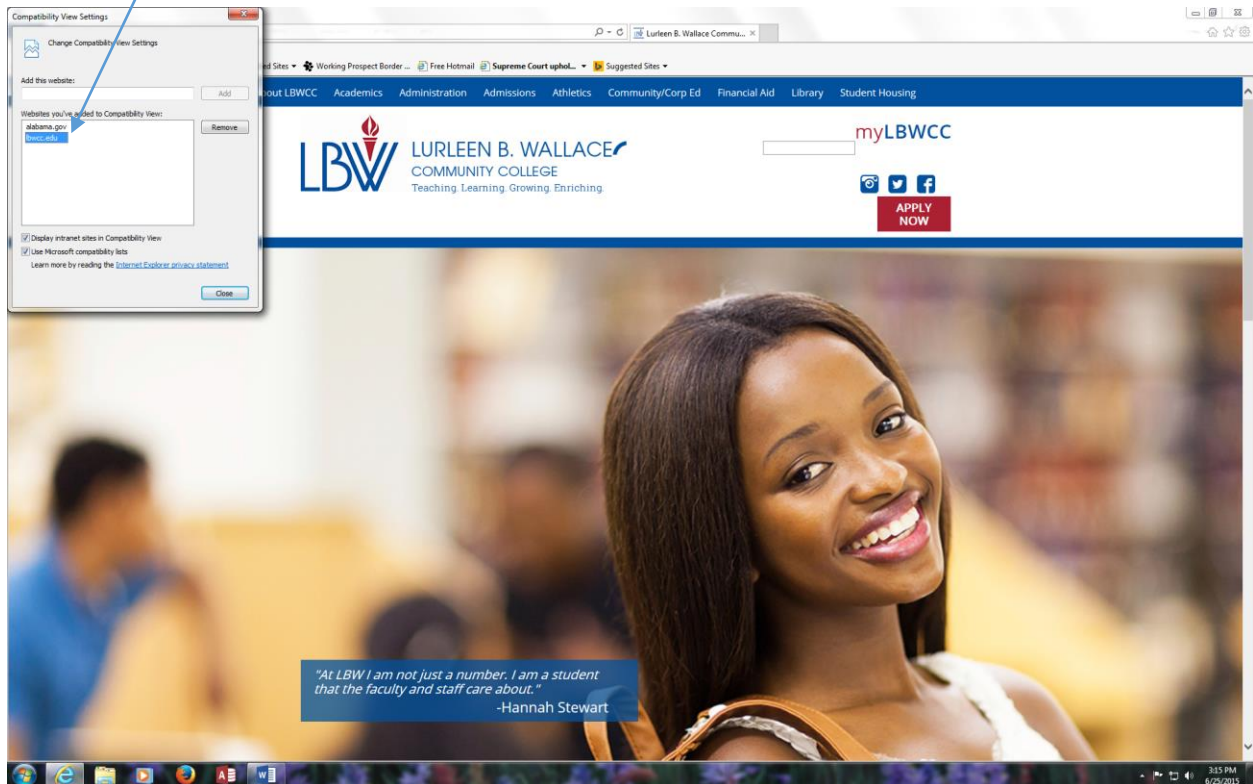 Compatibility View Settings
Change Compatibility View Settings
Add this website:
Add
Websites you've added to Compatibility View:
alabama.gov
lbwcc.edu
Remove
Display intranet sites in Compatibility View
Use Microsoft compatibility lists
Learn more by reading the Internet Explorer privacy statement
Close
Lurleen B. Wallace Commu...
ed Sites
Working Prospect Border ...
Free Hotmail
Supreme Court uphol...
Suggested Sites
out LBWCC Academics Administration Admissions Athletics Community/Corp Ed Financial Aid Library Student Housing
LBW
LURLEEN B. WALLACE
COMMUNITY COLLEGE
Teaching. Learning. Growing. Enriching.
myLBWCC
APPLY
NOW
"At LBW I am not just a number. I am a student
that the faculty and staff care about."
-Hannah Stewart
3:15 PM
6/25/2015